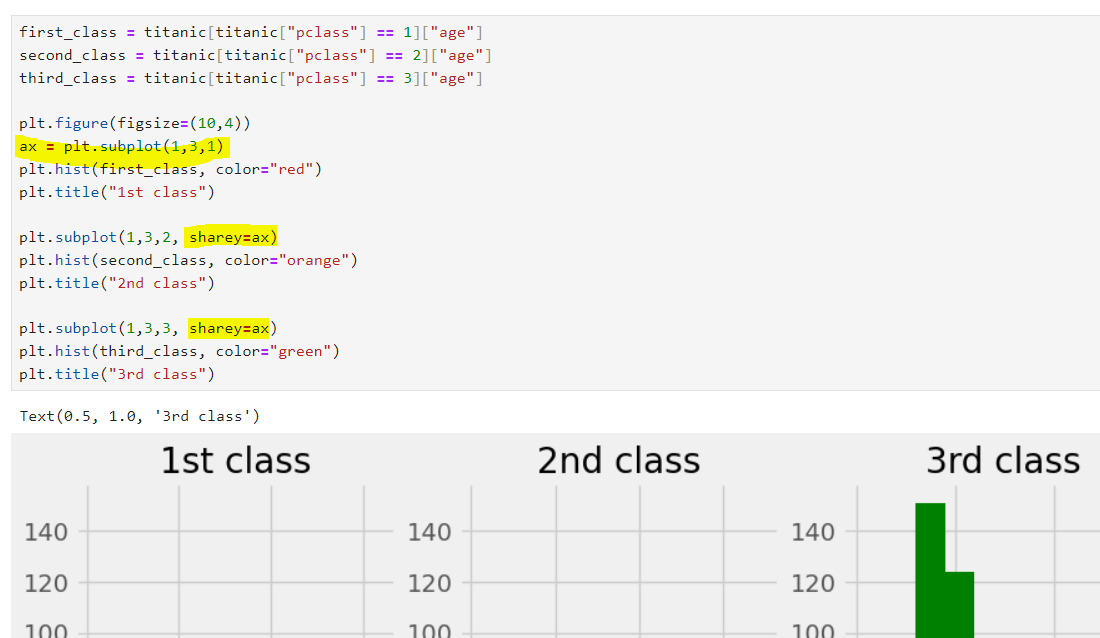 first_class = titanic[titanic["pclass"] == 1]["age"]
second_class = titanic[titanic["pclass"] == 2]["age"]
third_class = titanic[titanic["pclass"] == 3]["age"]
plt.figure(figsize=(10,4))
ax = plt.subplot(1,3,1)
plt.hist(first_class, color="red")
plt.title("1st class")
plt.subplot(1,3,2, sharey=ax)
plt.hist(second_class, color="orange")
plt.title("2nd class")
plt.subplot(1,3,3, sharey=ax)
plt.hist(third_class, color="green")
plt.title("3rd class")
Text(0.5, 1.0, '3rd class')
1st class 2nd class 3rd class
140 140 140
120 120 120
100 100 100